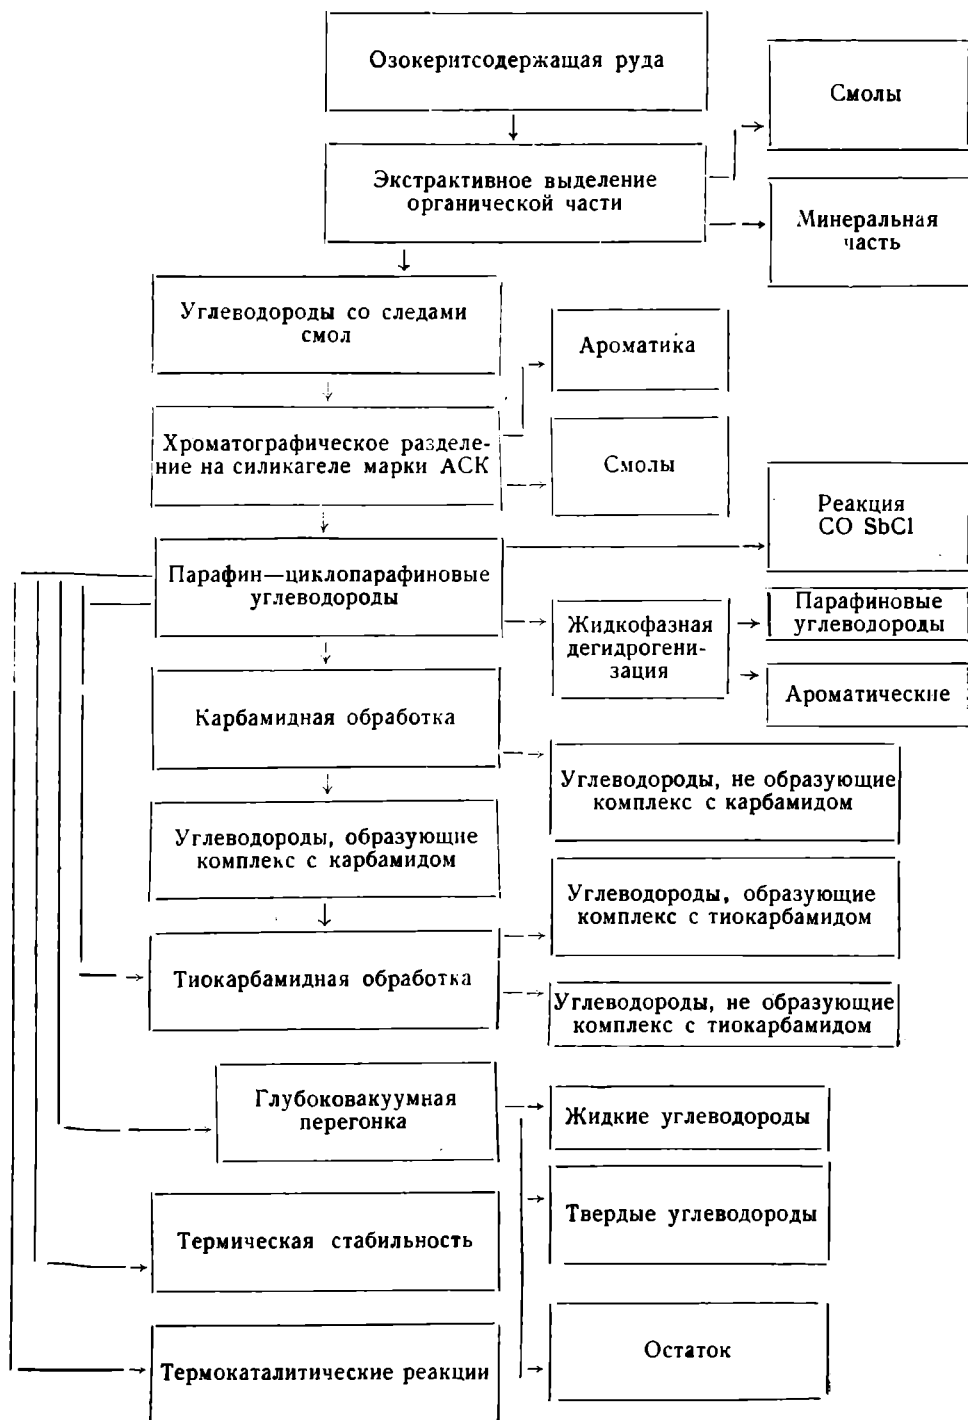 Озокеритсодержащая руда
Смолы
Экстрактивное выделение
органической части
Минеральная
часть
Углеводороды со следами
смол
Ароматика
Хроматографическое разделе-
ние на силикагеле марки АСК
Смолы
Реакция
СО SbCl
Парафин—циклопарафиновые
углеводороды
Жидкофазная
дегидрогени-
зация
Парафиновые
углеводороды
Ароматические
Карбамидная обработка
Углеводороды, не образующие
комплекс с карбамидом
Углеводороды, образующие
комплекс с карбамидом
Углеводороды, образующие
комплекс с тиокарбамидом
Тиокарбамидная обработка
Углеводороды, не образующие
комплекс с тиокарбамидом
Глубоковакуумная
перегонка
Жидкие углеводороды
Твердые углеводороды
Термическая стабильность
Остаток
Термокаталитические реакции